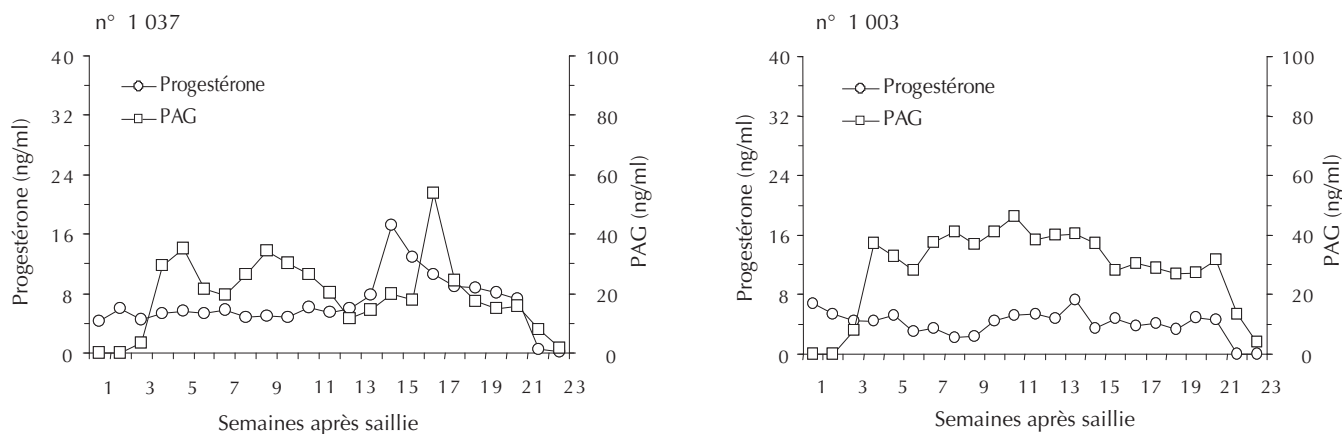 n° 1 037
40
32
24
16
8
0
Progestérone (ng/ml)
Progestérone
PAG
100
80
60
40
20
0
PAG (ng/ml)
1 3 5 7 9 11 13 15 17 19 21 23
Semaines après saillie
n° 1 003
40
32
24
16
8
0
Progestérone (ng/ml)
Progestérone
PAG
100
80
60
40
20
0
PAG (ng/ml)
1 3 5 7 9 11 13 15 17 19 21 23
Semaines après saillie